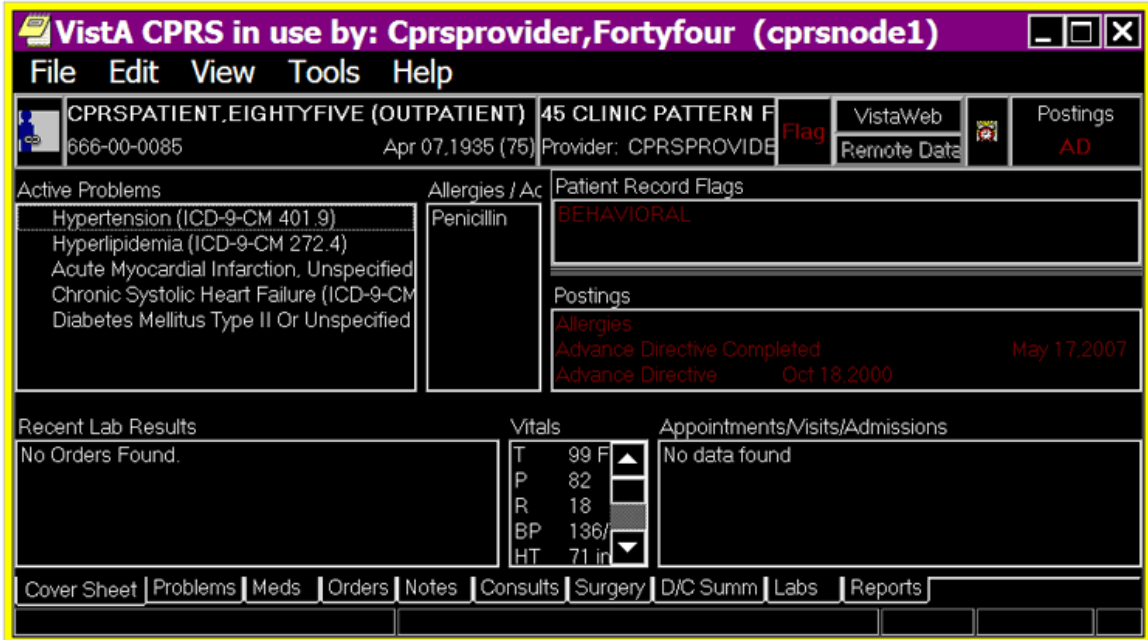 VistA CPRS in use by: Cprsprovider,Fortyfour (cprsnode1)
File Edit View Tools Help
CPRSPATIENT,EIGHTYFIVE (OUTPATIENT)
666-00-0085 Apr 07,1935 (75)
45 CLINIC PATTERN F
Provider: CPRSPROVIDE
Flag
VistaWeb
Remote Data
Postings
AD
Active Problems
Hypertension (ICD-9-CM 401.9)
Hyperlipidemia (ICD-9-CM 272.4)
Acute Myocardial Infarction, Unspecified
Chronic Systolic Heart Failure (ICD-9-CM
Diabetes Mellitus Type II Or Unspecified
Allergies / Ac
Penicillin
Patient Record Flags
BEHAVIORAL
Postings
Allergies
Advance Directive Completed May 17,2007
Advance Directive Oct 18,2000
Recent Lab Results
No Orders Found.
Vitals
T 99 F
P 82
R 18
BP 136/
HT 71 in
Appointments/Visits/Admissions
No data found
Cover Sheet Problems Meds Orders Notes Consults Surgery D/C Summ Labs Reports